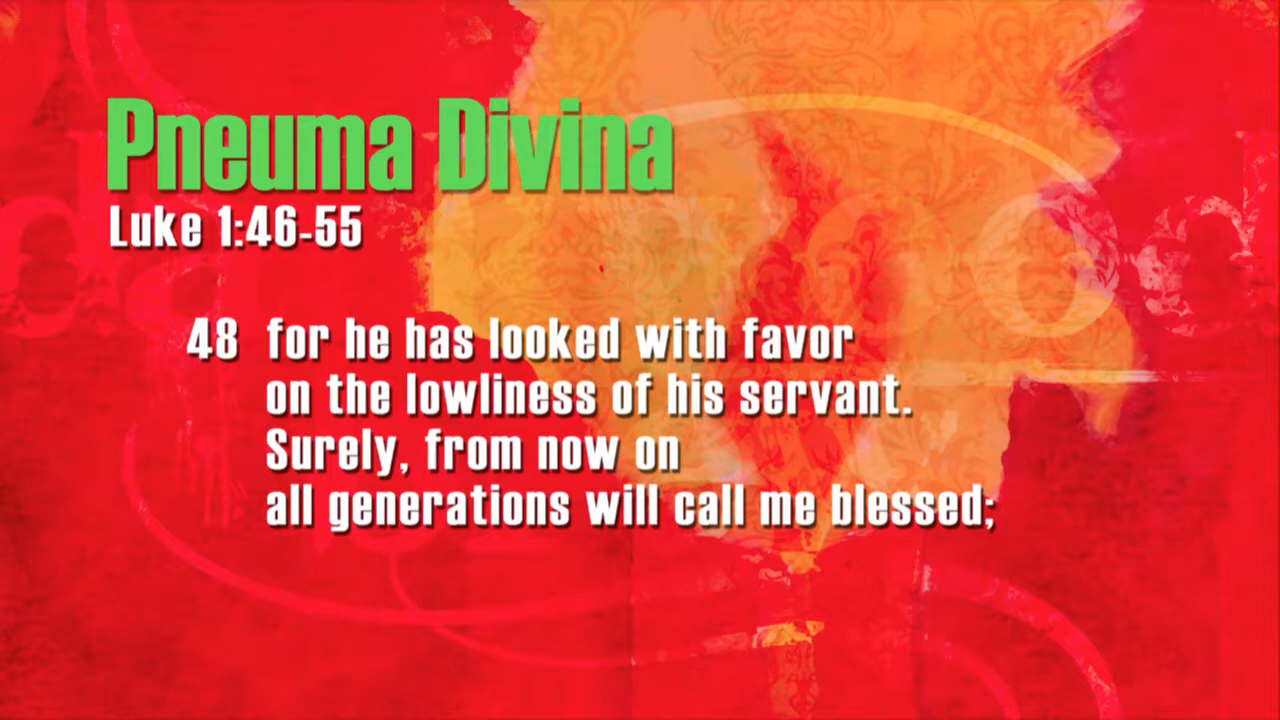 Pneuma Divina
Luke 1:46-55
48 for he has looked with favor
on the lowliness of his servant.
Surely, from now on
all generations will call me blessed;